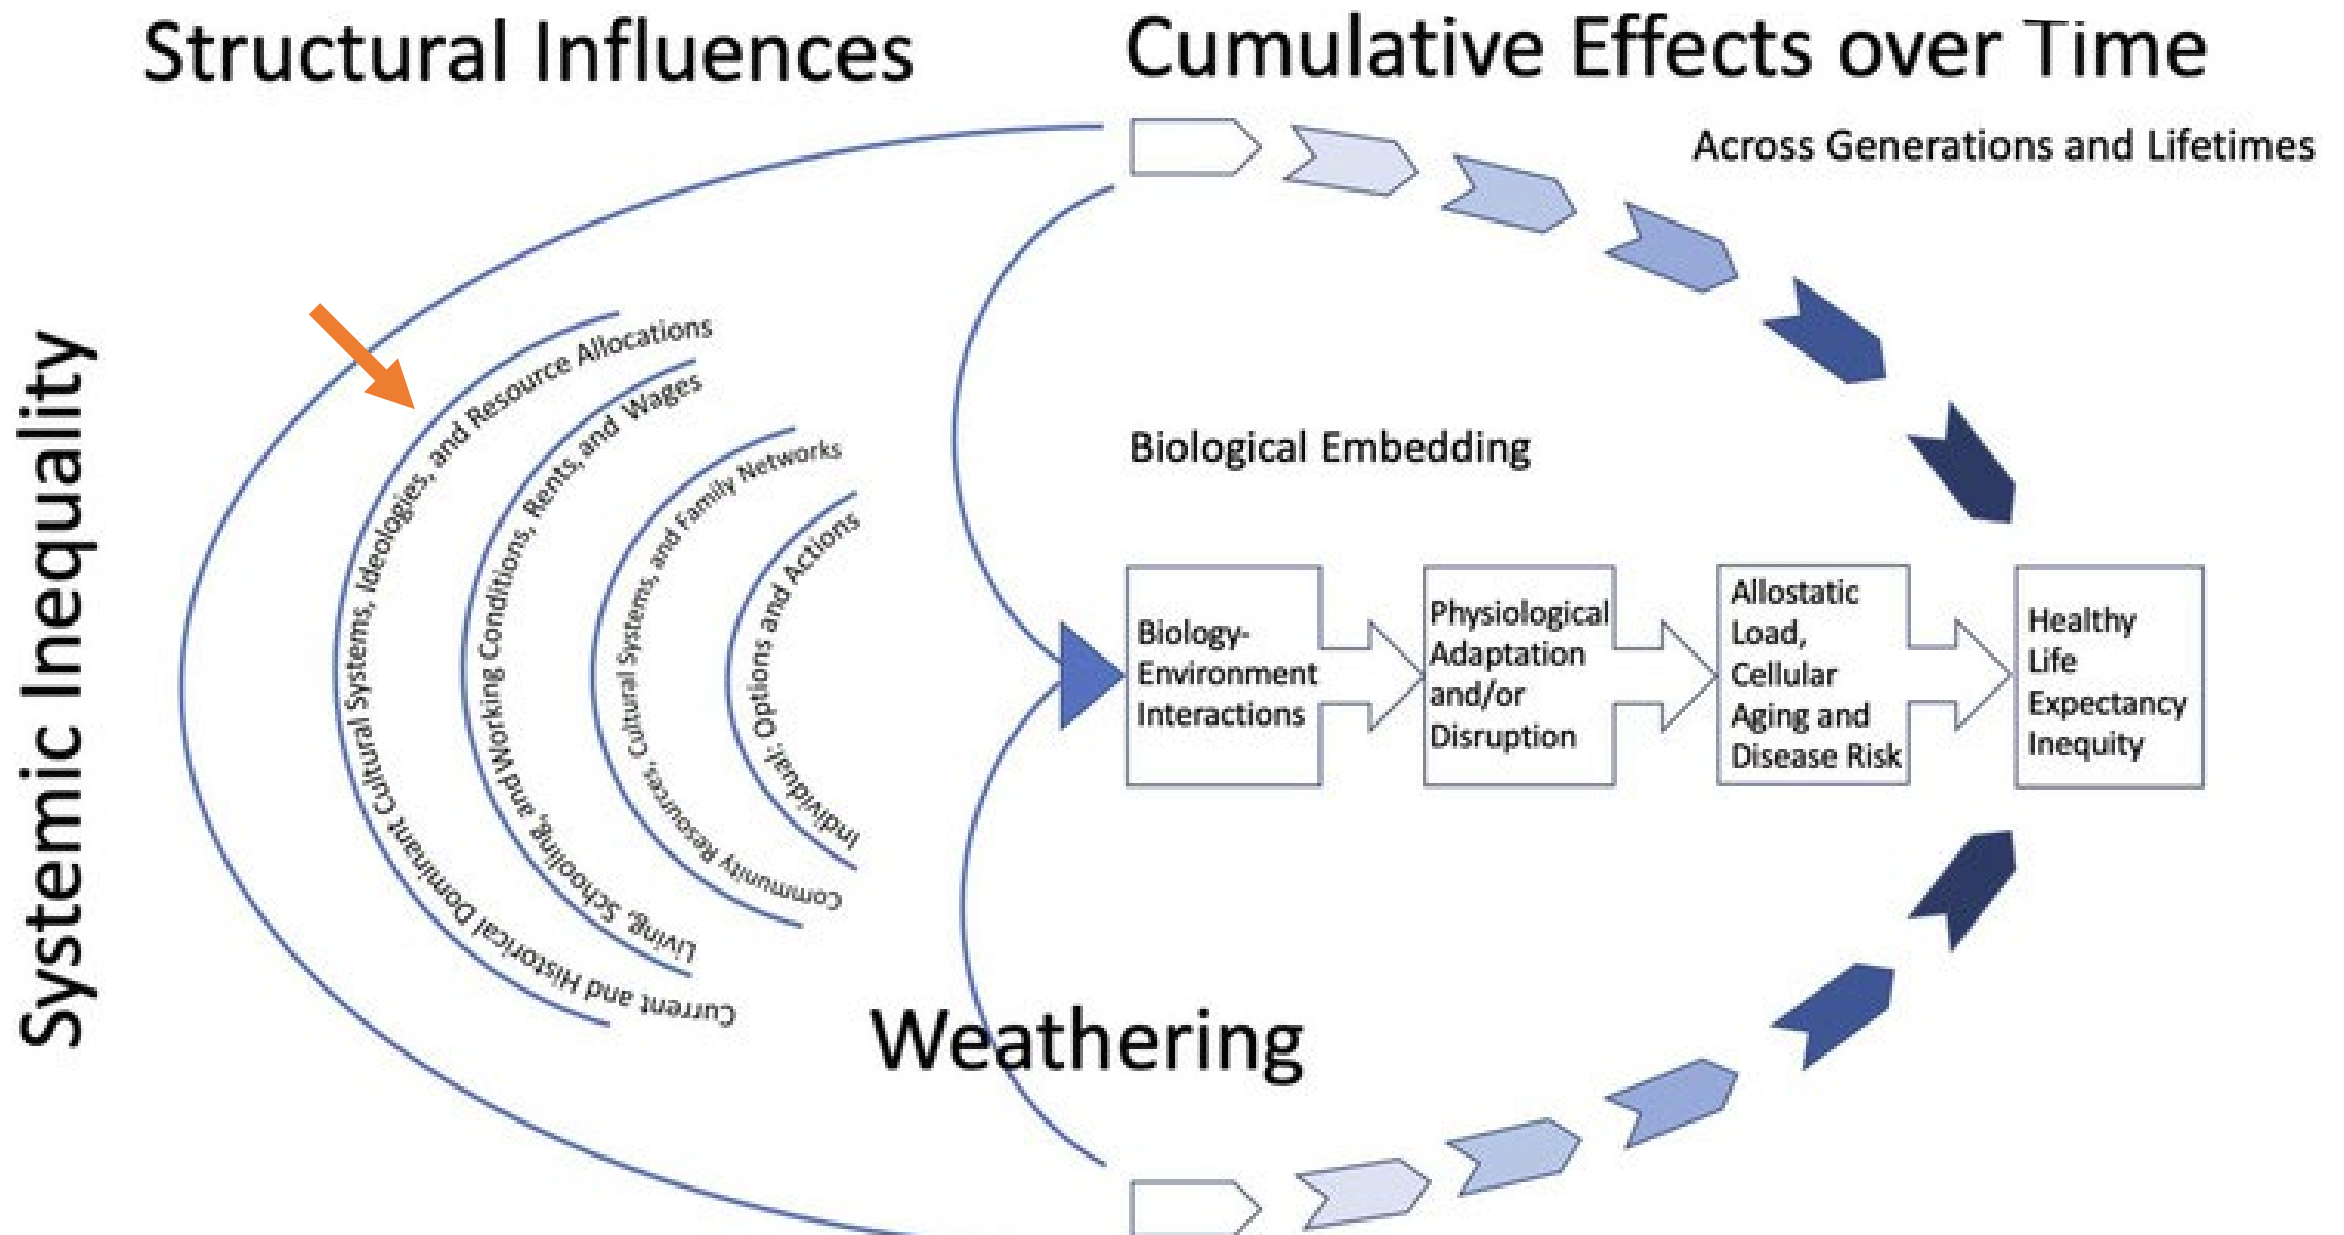 Structural Influences
Cumulative Effects over Time
Across Generations and Lifetimes
Systemic Inequality
Current and Historical Dominant Cultural Systems, Ideologies, and Resource Allocations
Living, Schooling, and Working Conditions, Rents, and Wages
Community Resources, Cultural Systems, and Family Networks
Individual: Options and Actions
Biological Embedding
Biology-
Environment
Interactions
Physiological
Adaptation
and/or
Disruption
Allostatic
Load,
Cellular
Aging and
Disease Risk
Healthy
Life
Expectancy
Inequity
Weathering